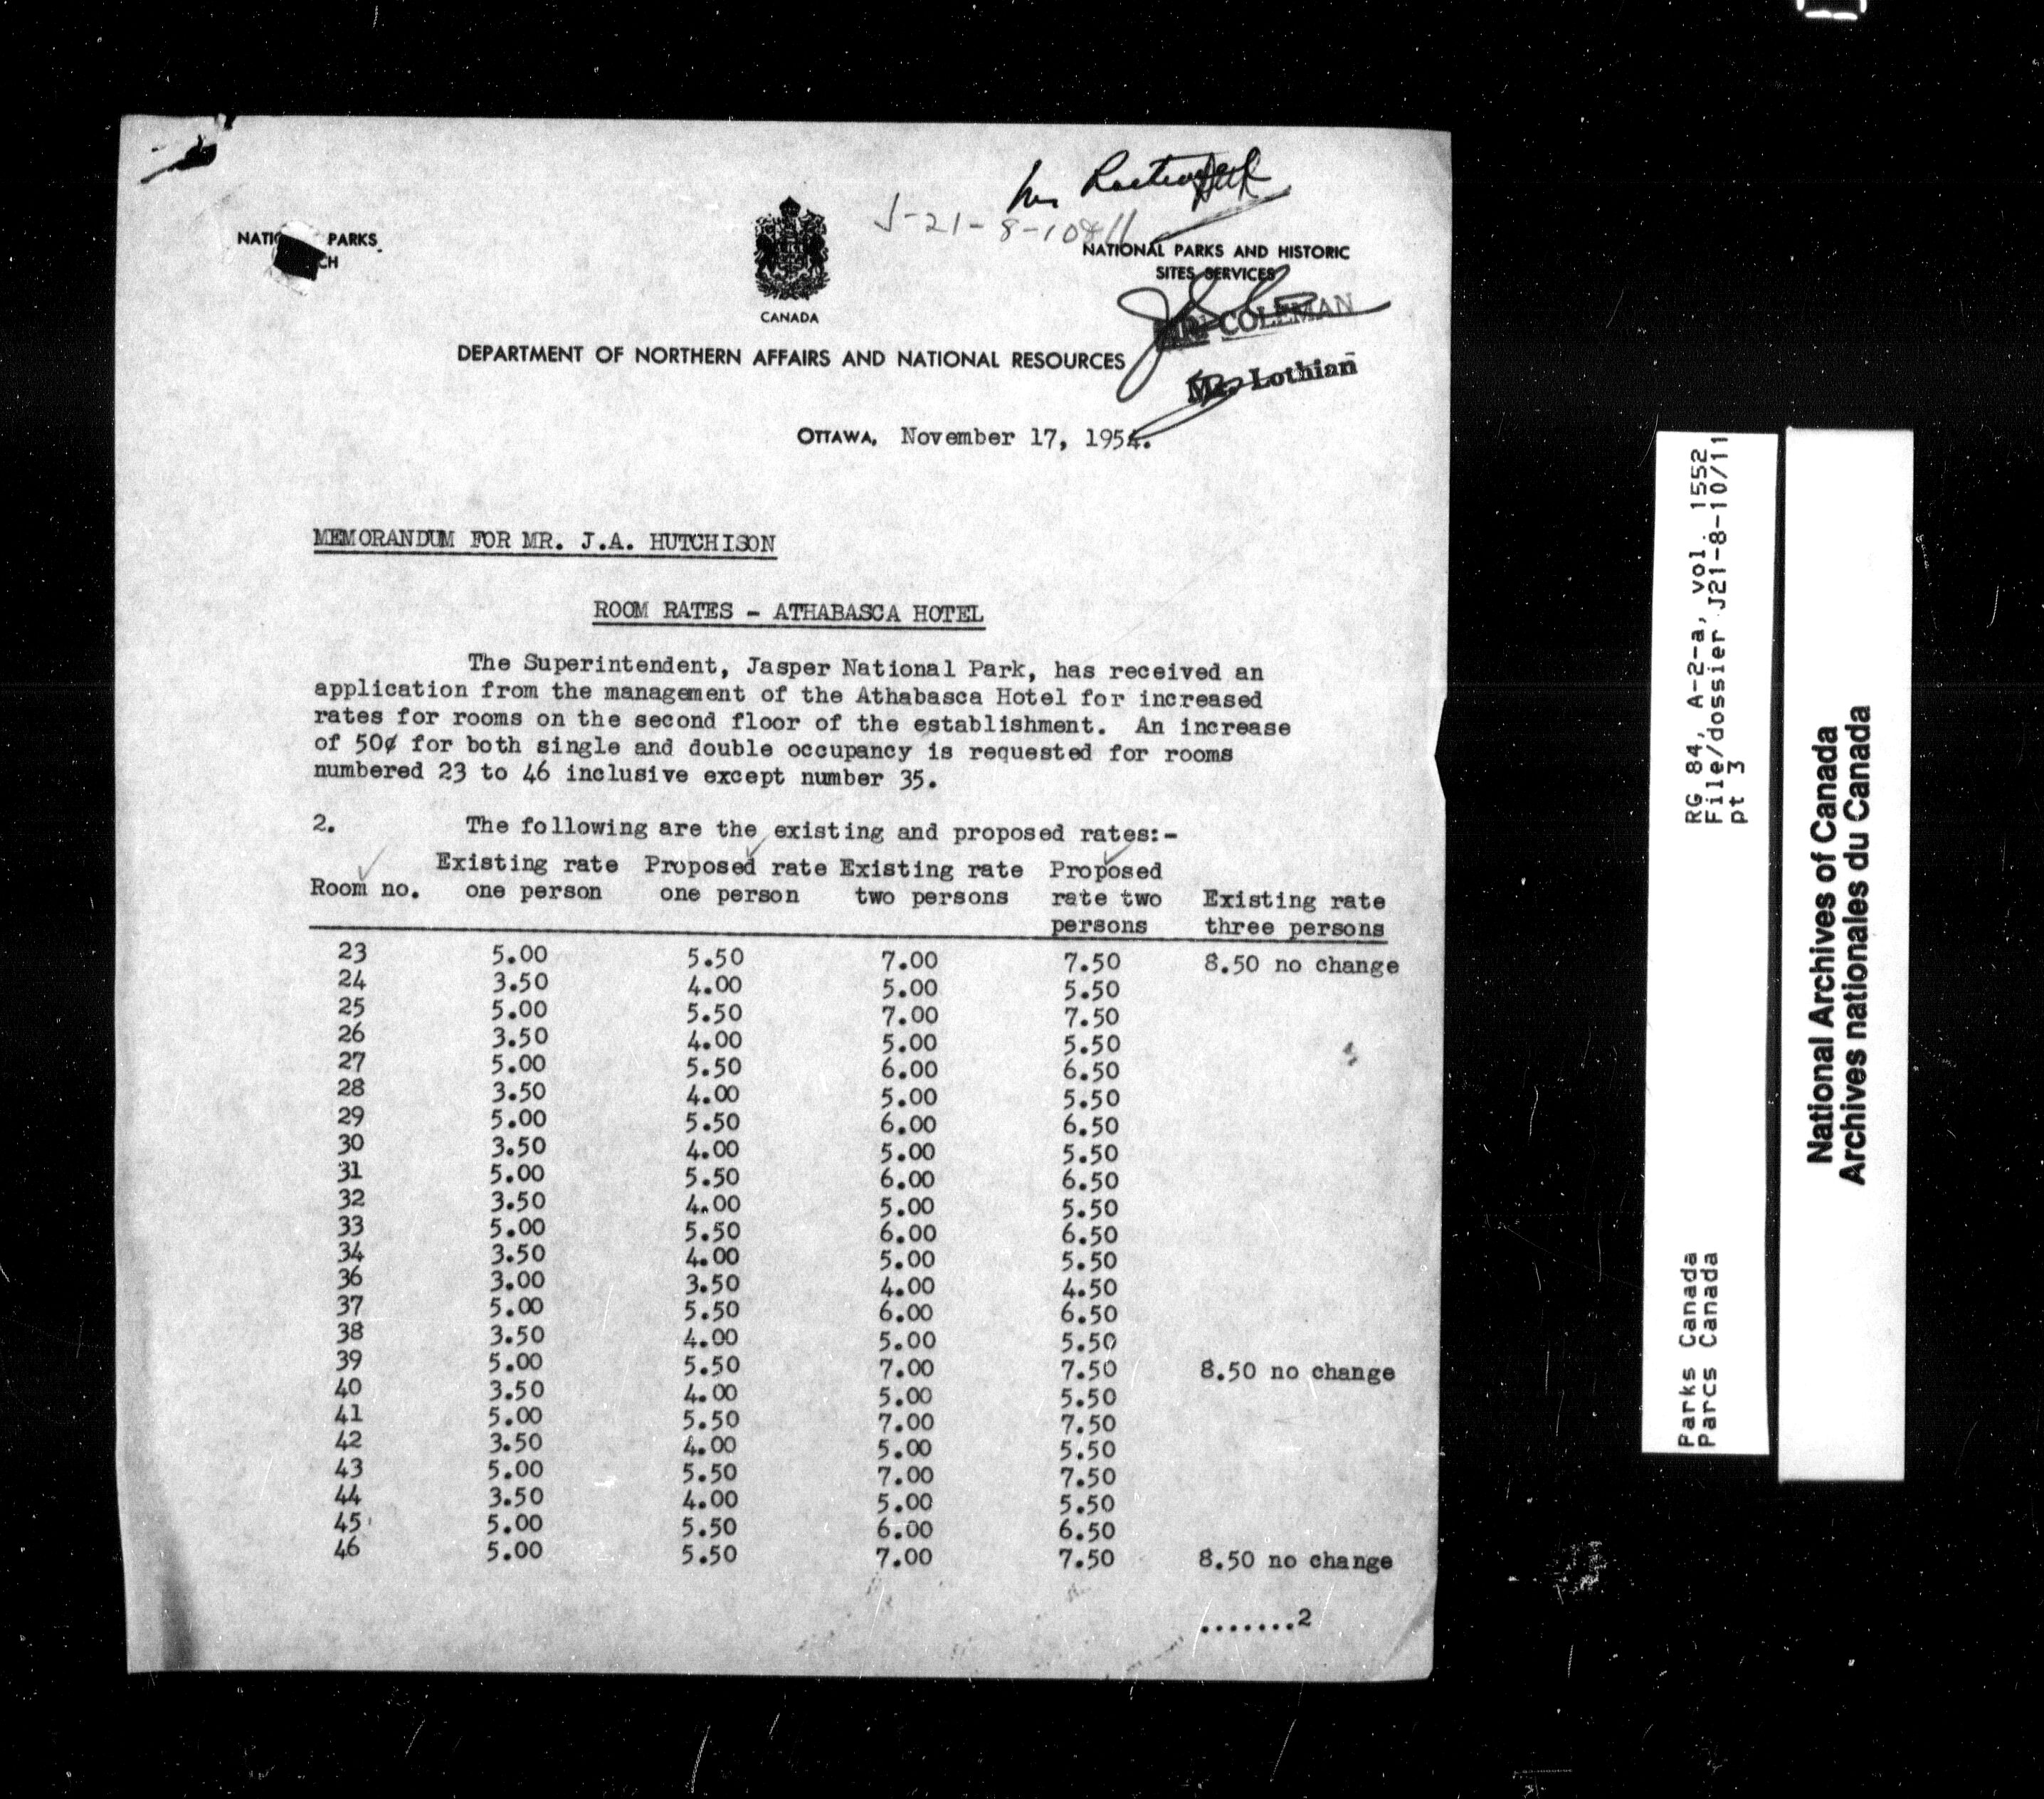 Mr
J-21-8-10
NATIO PARKS
CH
CANADA
NATIONAL PARKS AND HISTORIC
SITES SERVICES
MR. COLEMAN
DEPARTMENT OF NORTHERN AFFAIRS AND NATIONAL RESOURCES
Mr. Lothian
OTTAWA, November 17, 1954.
MEMORANDUM FOR MR. J.A. HUTCHISON
ROOM RATES - ATHABASCA HOTEL
The Superintendent, Jasper National Park, has received an
application from the management of the Athabasca Hotel for increased
rates for rooms on the second floor of the establishment. An increase
of 50¢ for both single and double occupancy is requested for rooms
numbered 23 to 46 inclusive except number 35.
2. The following are the existing and proposed rates:-
Existing rate Proposed rate Existing rate Proposed
Room no. one person one person two persons rate two Existing rate
persons three persons
23 5.00 5.50 7.00 7.50 8.50 no change
24 3.50 4.00 5.00 5.50
25 5.00 5.50 7.00 7.50
26 3.50 4.00 5.00 5.50
27 5.00 5.50 6.00 6.50
28 3.50 4.00 5.00 5.50
29 5.00 5.50 6.00 6.50
30 3.50 4.00 5.00 5.50
31 5.00 5.50 6.00 6.50
32 3.50 4.00 5.00 5.50
33 5.00 5.50 6.00 6.50
34 3.50 4.00 5.00 5.50
36 3.00 3.50 4.00 4.50
37 5.00 5.50 6.00 6.50
38 3.50 4.00 5.00 5.50
39 5.00 5.50 7.00 7.50 8.50 no change
40 3.50 4.00 5.00 5.50
41 5.00 5.50 7.00 7.50
42 3.50 4.00 5.00 5.50
43 5.00 5.50 7.00 7.50
44 3.50 4.00 5.00 5.50
45 5.00 5.50 6.00 6.50
46 5.00 5.50 7.00 7.50 8.50 no change
.......2
Parks Canada
Parcs Canada
RG 84, A-2-a, vol. 1552
File/dossier J21-8-10/11
pt 3
National Archives of Canada
Archives nationales du Canada